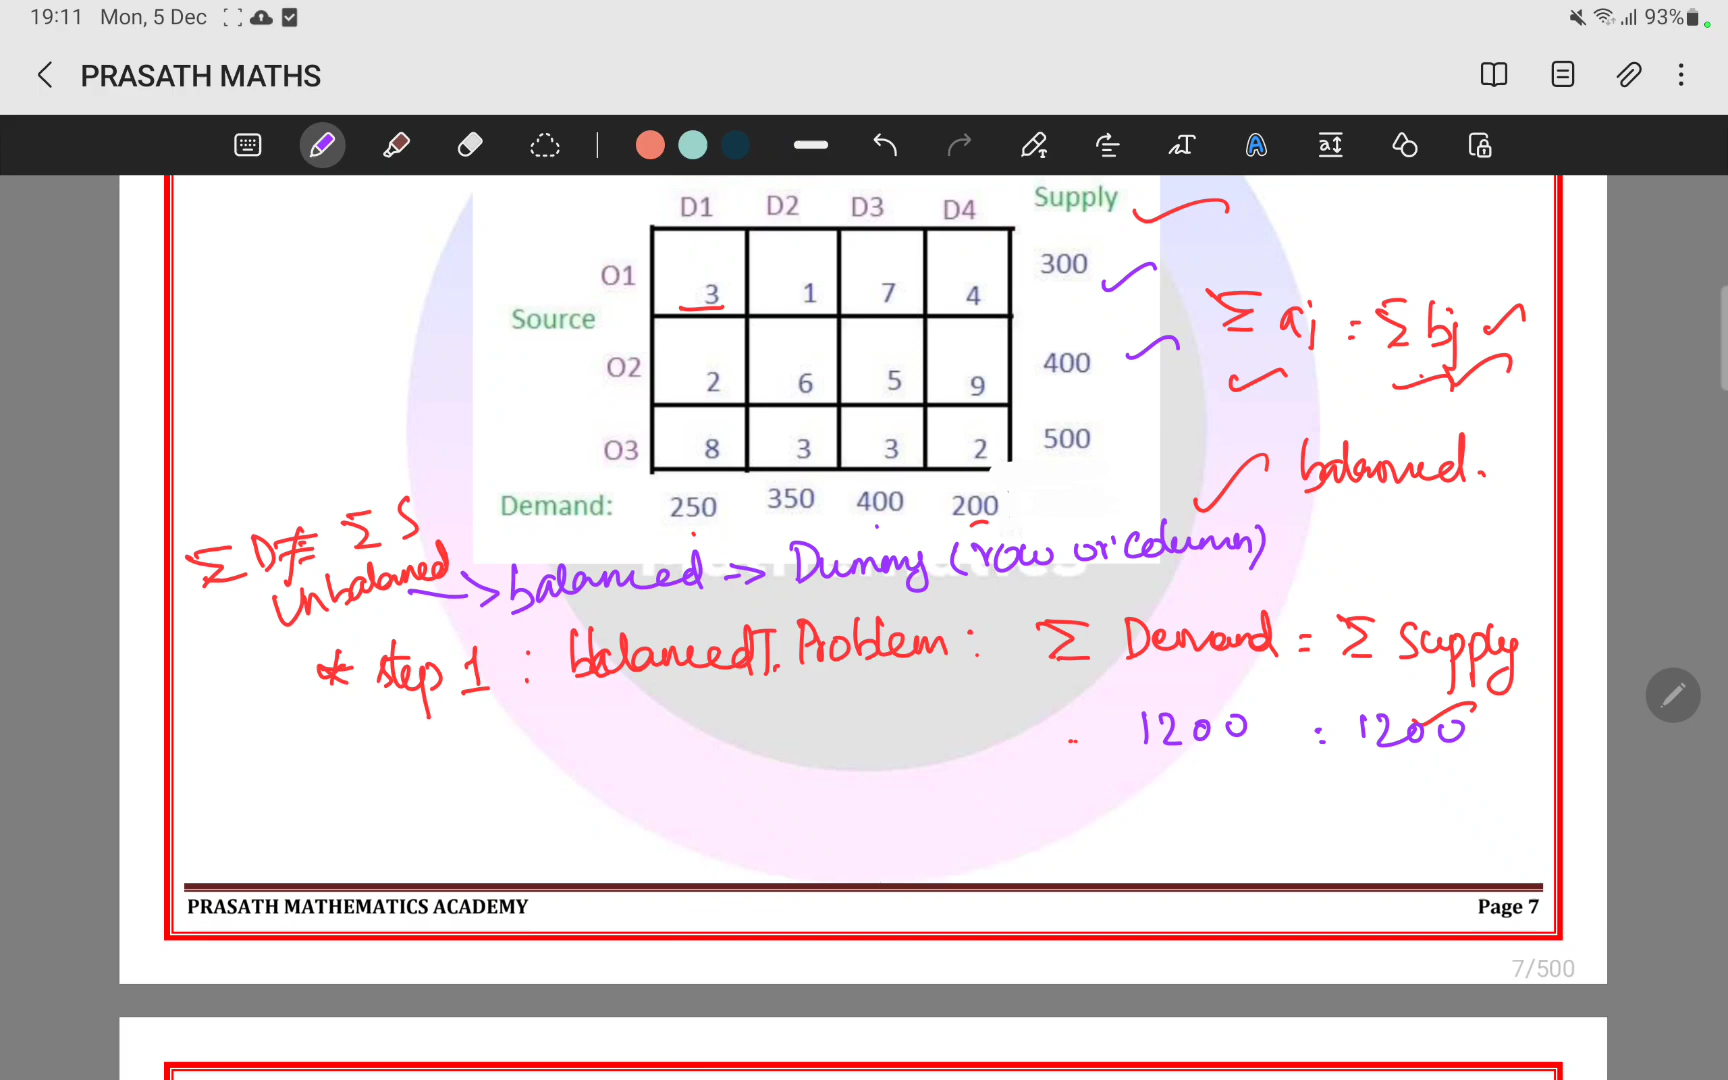 19:11 Mon, 5 Dec 93%
PRASATH MATHS
D1 D2 D3 D4 Supply
O1 3 1 7 4 300
Source
O2 2 6 5 9 400
O3 8 3 3 2 500
Demand: 250 350 400 200
Σ aj = Σ bj
balanced.
Σ D ≠ Σ S
Unbalanced → balanced => Dummy (row or column)
* Step 1 : balanced T. Problem : Σ Demand = Σ Supply
1200 = 1200
PRASATH MATHEMATICS ACADEMY Page 7
7/500